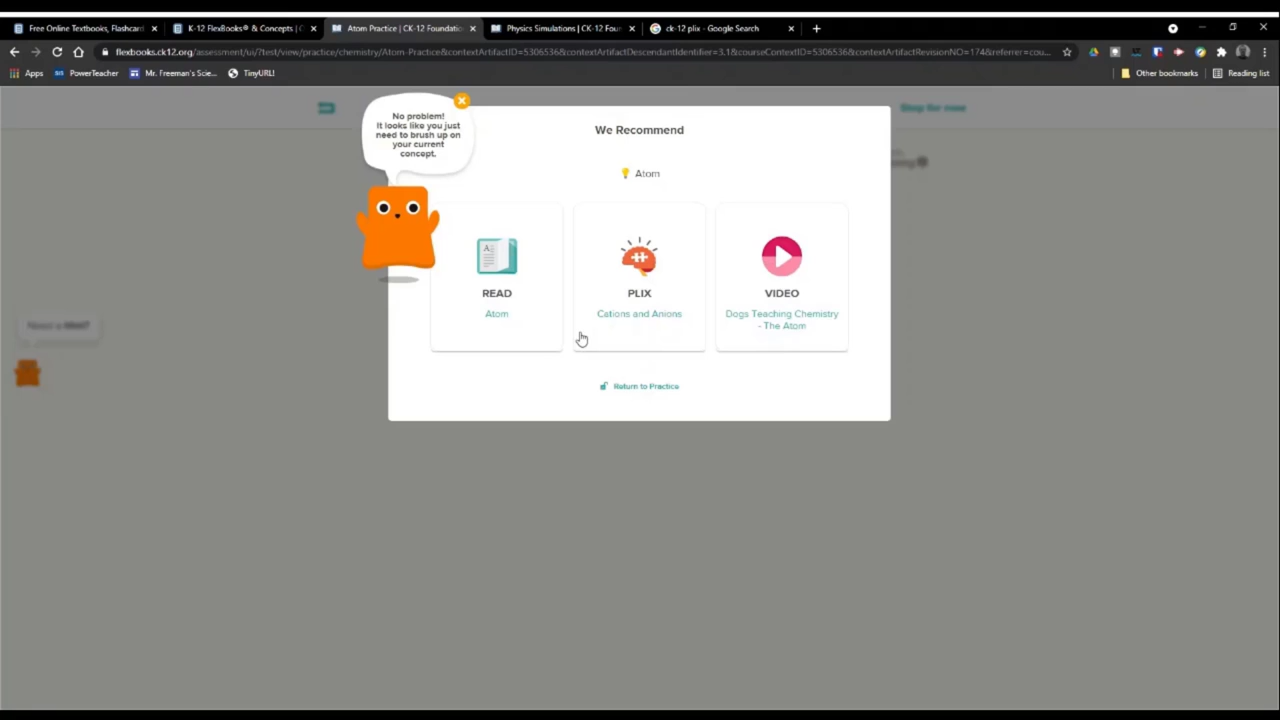 Free Online Textbooks, Flashcard
K-12 FlexBooks® & Concepts | C
Atom Practice | CK-12 Foundatio
Physics Simulations | CK-12 Foun
ck-12 plix - Google Search
flexbooks.ck12.org/assessment/ui/?test/view/practice/chemistry/Atom-Practice&contextArtifactID=5306536&contextArtifactDescendantIdentifier=3.1&courseContextID=5306536&contextArtifactRevisionNO=174&referrer=cou...
Apps
PowerTeacher
Mr. Freeman's Scie...
TinyURL!
Other bookmarks
Reading list
No problem!
It looks like you just
need to brush up on
your current
concept.
We Recommend
Atom
READ
Atom
PLIX
Cations and Anions
VIDEO
Dogs Teaching Chemistry
- The Atom
Return to Practice
Need a Hint?